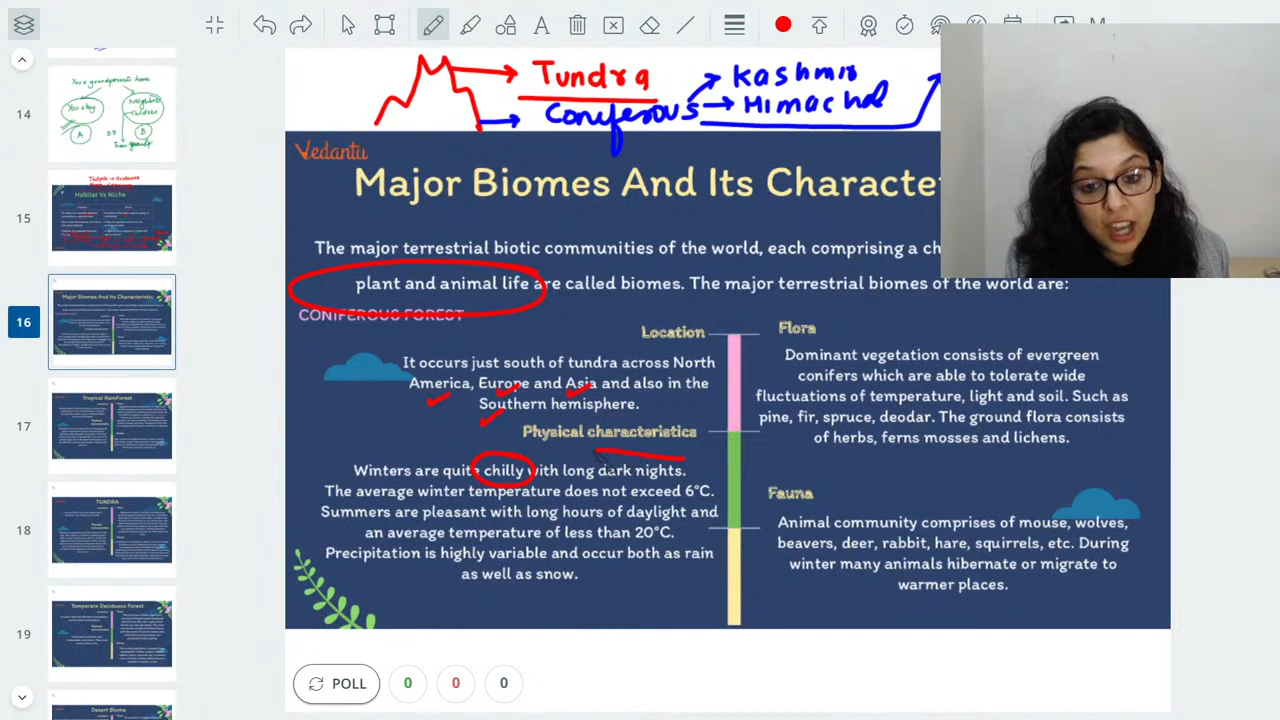 Tundra
Coniferous
Kashmir
Himachal
Vedantu
Major Biomes And Its Character
The major terrestrial biotic communities of the world, each comprising a ch
plant and animal life are called biomes. The major terrestrial biomes of the world are:
CONIFEROUS FOREST
Location
It occurs just south of tundra across North
America, Europe and Asia and also in the
Southern hemisphere.
Physical characteristics
Winters are quite chilly with long dark nights.
The average winter temperature does not exceed 6°C.
Summers are pleasant with long hours of daylight and
an average temperature of less than 20°C.
Precipitation is highly variable and occur both as rain
as well as snow.
Flora
Dominant vegetation consists of evergreen
conifers which are able to tolerate wide
fluctuations of temperature, light and soil. Such as
pine, fir, spruce, deodar. The ground flora consists
of herbs, ferns mosses and lichens.
Fauna
Animal community comprises of mouse, wolves,
bears, deer, rabbit, hare, squirrels, etc. During
winter many animals hibernate or migrate to
warmer places.
14
15
16
17
18
19
Habitat Vs Niche
Major Biomes And Its Characteristic
Tropical RainForest
TUNDRA
Temperate Deciduous Forest
Desert Biome
POLL
0
0
0